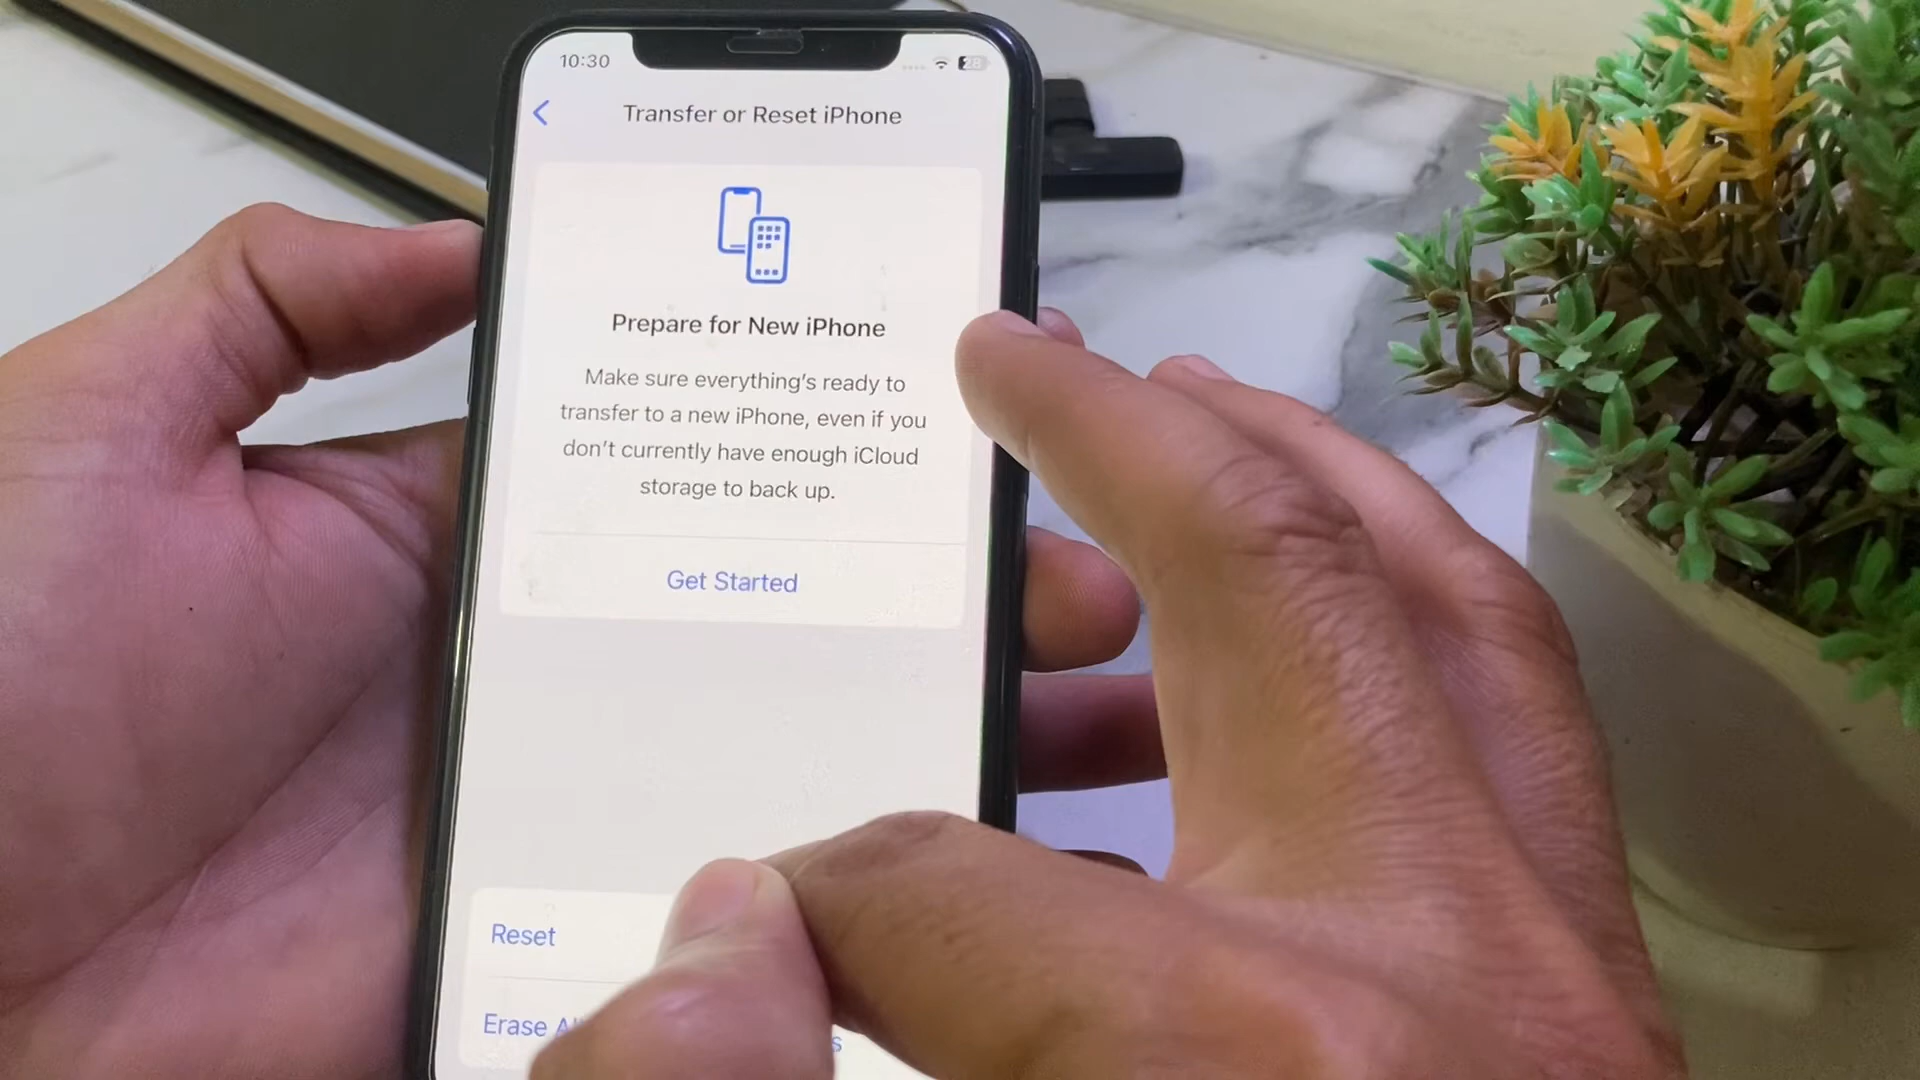 10:30
28
Transfer or Reset iPhone
Prepare for New iPhone
Make sure everything's ready to
transfer to a new iPhone, even if you
don't currently have enough iCloud
storage to back up.
Get Started
Reset
Erase